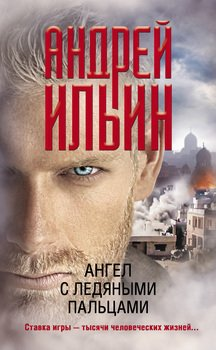 АНДРЕЙ
ИЛЬИН
АНГЕЛ
С ЛЕДЯНЫМИ
ПАЛЬЦАМИ
Ставка игры — тысячи человеческих жизней...